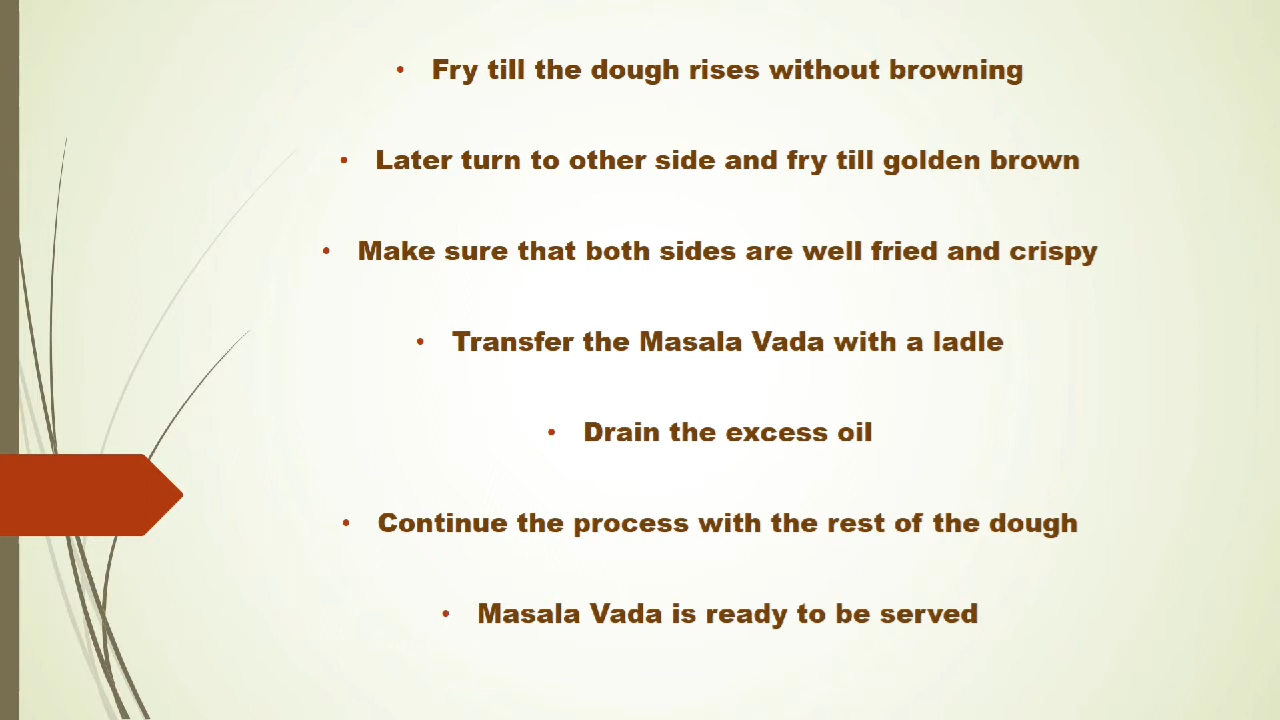 • Fry till the dough rises without browning
• Later turn to other side and fry till golden brown
• Make sure that both sides are well fried and crispy
• Transfer the Masala Vada with a ladle
• Drain the excess oil
• Continue the process with the rest of the dough
• Masala Vada is ready to be served